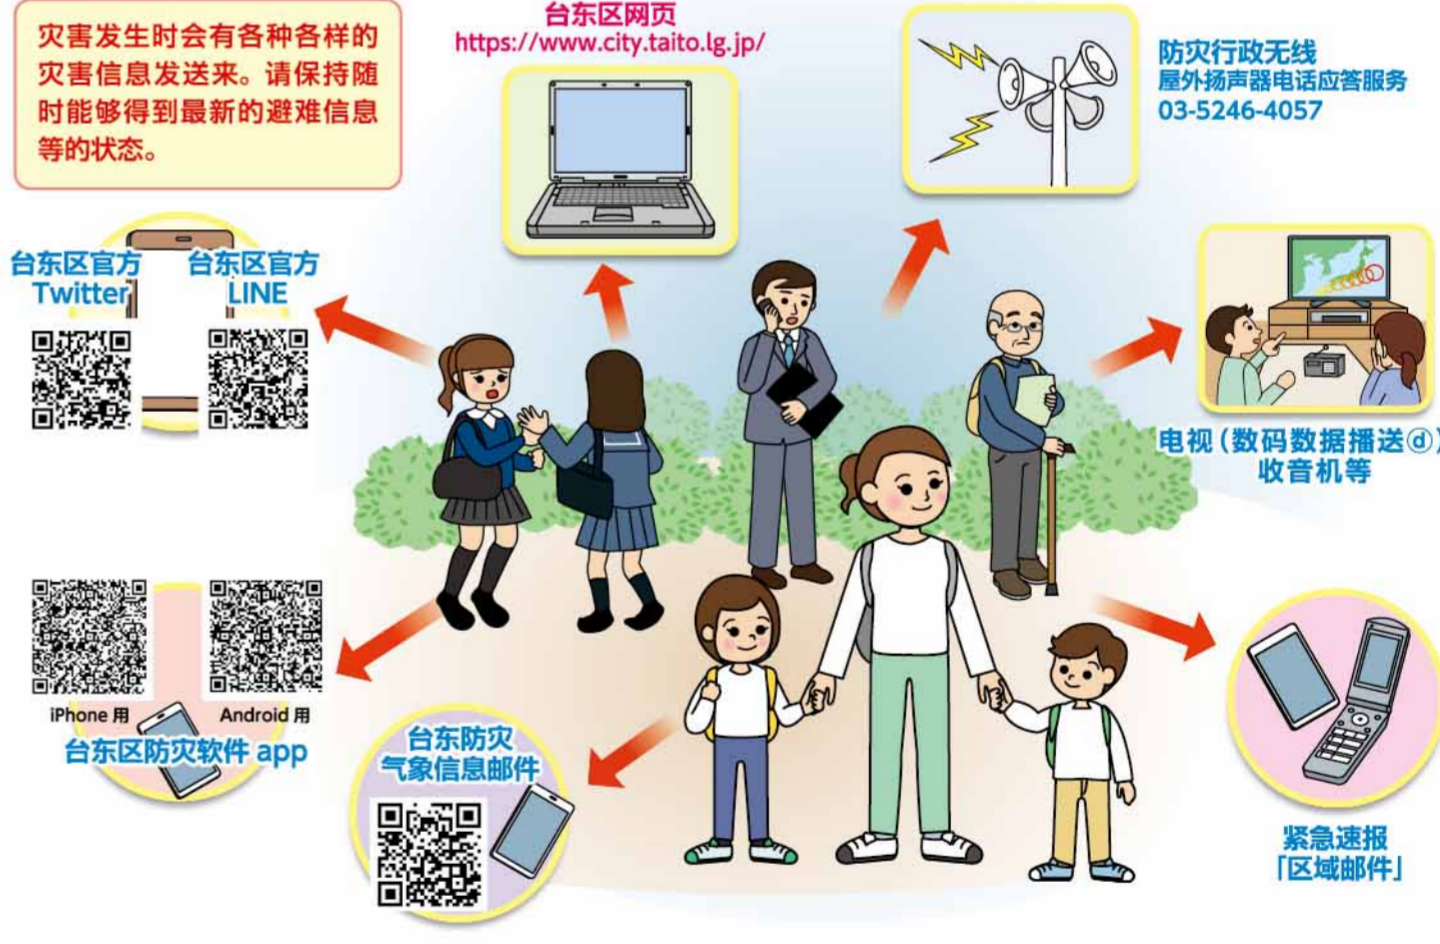 灾害发生时会有各种各样的
灾害信息发送来。请保持随
时能够得到最新的避难信息
等的状态。
台东区网页
https://www.city.taito.lg.jp/
防灾行政无线
屋外扬声器电话应答服务
03-5246-4057
台东区官方
Twitter
台东区官方
LINE
电视（数码数据播送ⓓ）
收音机等
iPhone 用
Android 用
台东区防灾软件 app
台东防灾
气象信息邮件
紧急速报
「区域邮件」